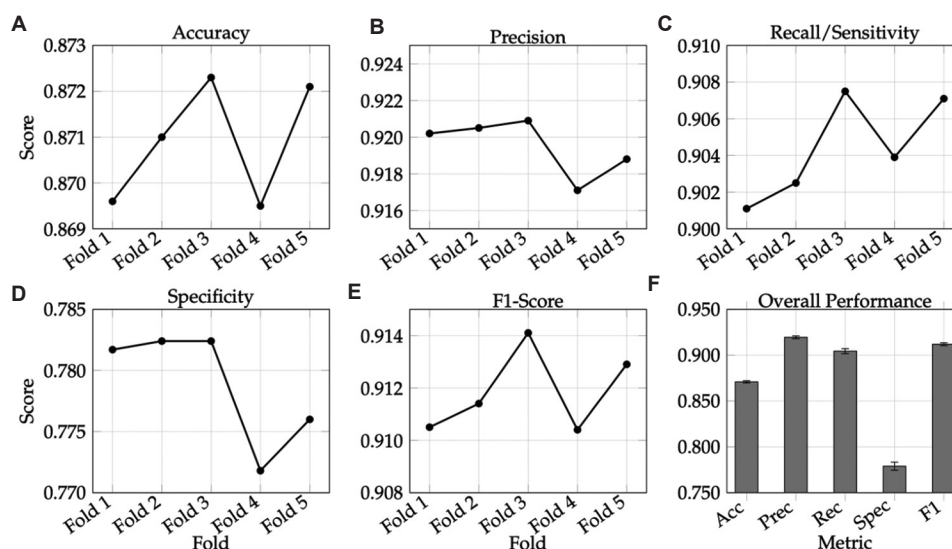 A
Accuracy
0.873
0.872
0.871
0.870
0.869
Score
Fold 1
Fold 2
Fold 3
Fold 4
Fold 5
B
Precision
0.924
0.922
0.920
0.918
0.916
Fold 1
Fold 2
Fold 3
Fold 4
Fold 5
C
Recall/Sensitivity
0.910
0.908
0.906
0.904
0.902
0.900
Fold 1
Fold 2
Fold 3
Fold 4
Fold 5
D
Specificity
0.785
0.780
0.775
0.770
Score
Fold 1
Fold 2
Fold 3
Fold 4
Fold 5
Fold
E
F1-Score
0.914
0.912
0.910
0.908
Fold 1
Fold 2
Fold 3
Fold 4
Fold 5
Fold
F
Overall Performance
0.950
0.900
0.850
0.800
0.750
Acc
Prec
Rec
Spec
F1
Metric